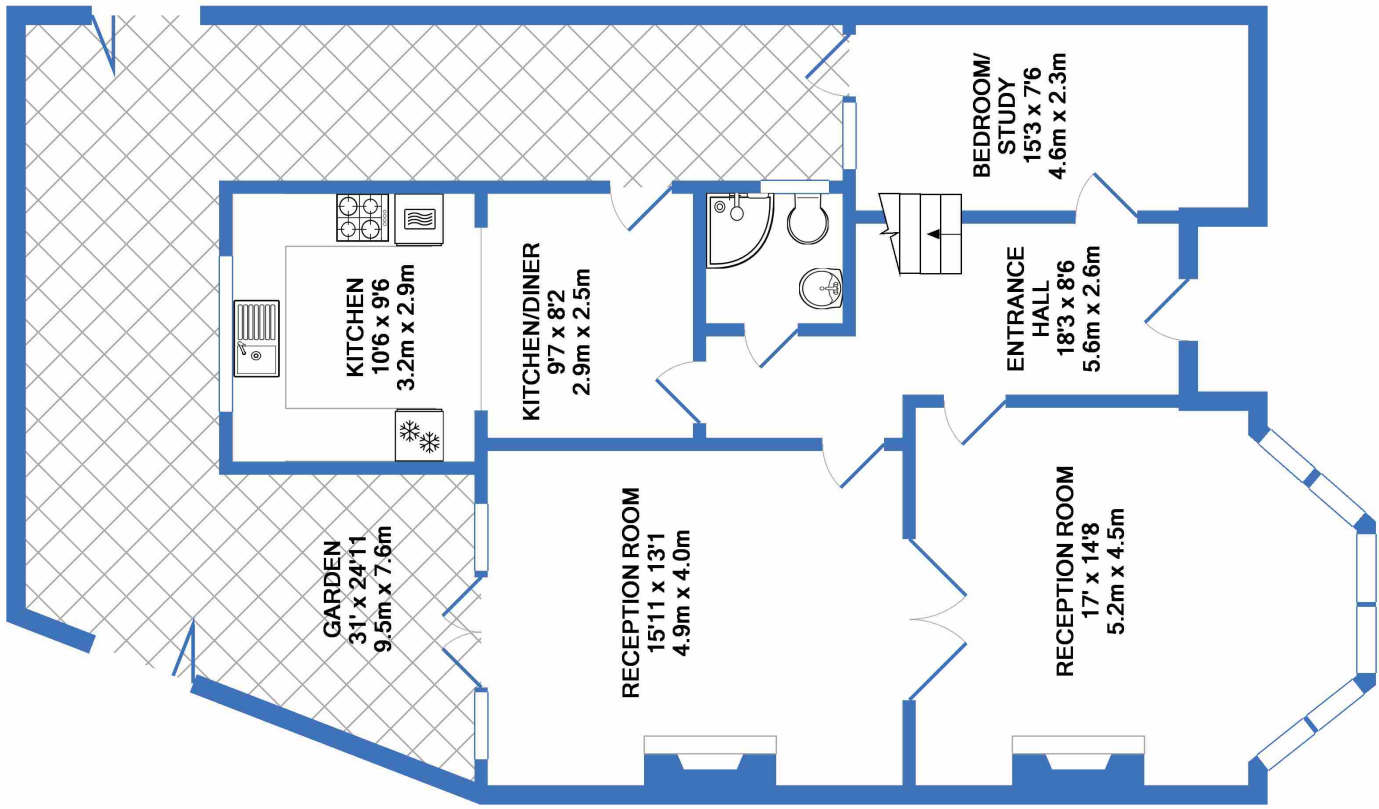 BEDROOM/
STUDY
15'3 x 7'6
4.6m x 2.3m
KITCHEN
10'6 x 9'6
3.2m x 2.9m
KITCHEN/DINER
9'7 x 8'2
2.9m x 2.5m
ENTRANCE
HALL
18'3 x 8'6
5.6m x 2.6m
GARDEN
31' x 24'11
9.5m x 7.6m
RECEPTION ROOM
15'11 x 13'1
4.9m x 4.0m
RECEPTION ROOM
17' x 14'8
5.2m x 4.5m